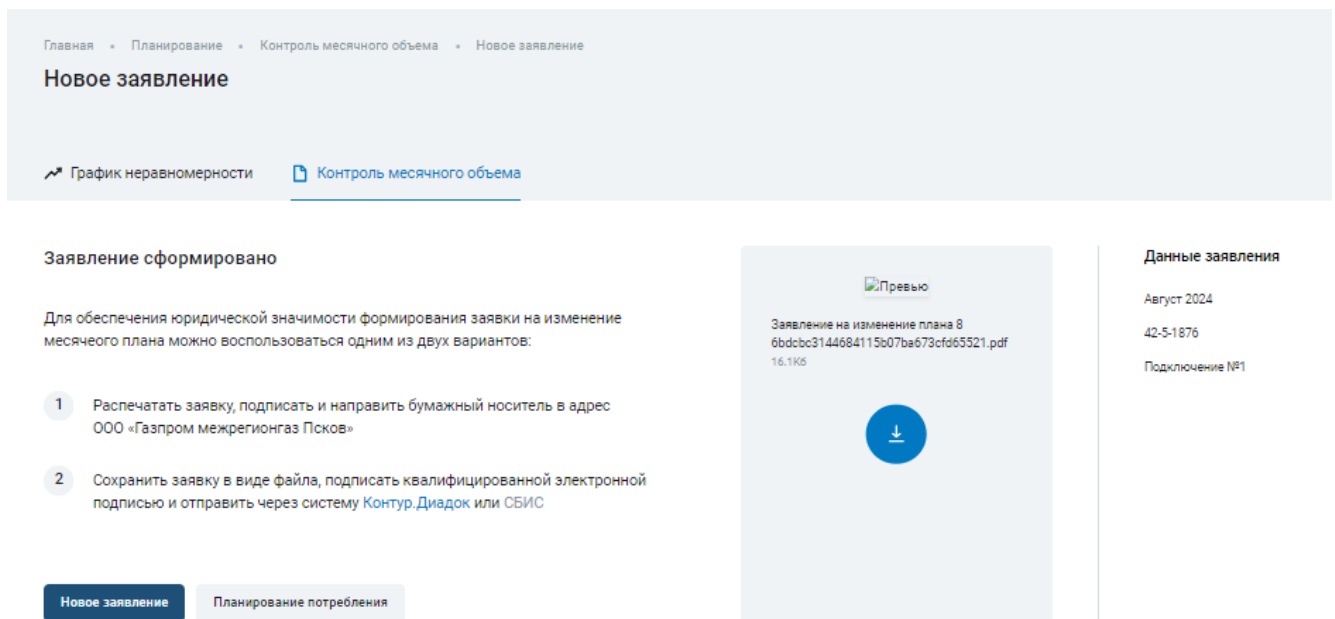 Главная • Планирование • Контроль месячного объема • Новое заявление
Новое заявление
График неравномерности
Контроль месячного объема
Заявление сформировано
Для обеспечения юридической значимости формирования заявки на изменение
месячеого плана можно воспользоваться одним из двух вариантов:
1 Распечатать заявку, подписать и направить бумажный носитель в адрес
ООО «Газпром межрегионгаз Псков»
2 Сохранить заявку в виде файла, подписать квалифицированной электронной
подписью и отправить через систему Контур.Диадок или СБИС
Новое заявление
Планирование потребления
Превью
Заявление на изменение плана 8
6bdcbc3144684115b07ba673cfd65521.pdf
16.1Кб
Данные заявления
Август 2024
42-5-1876
Подключение №1